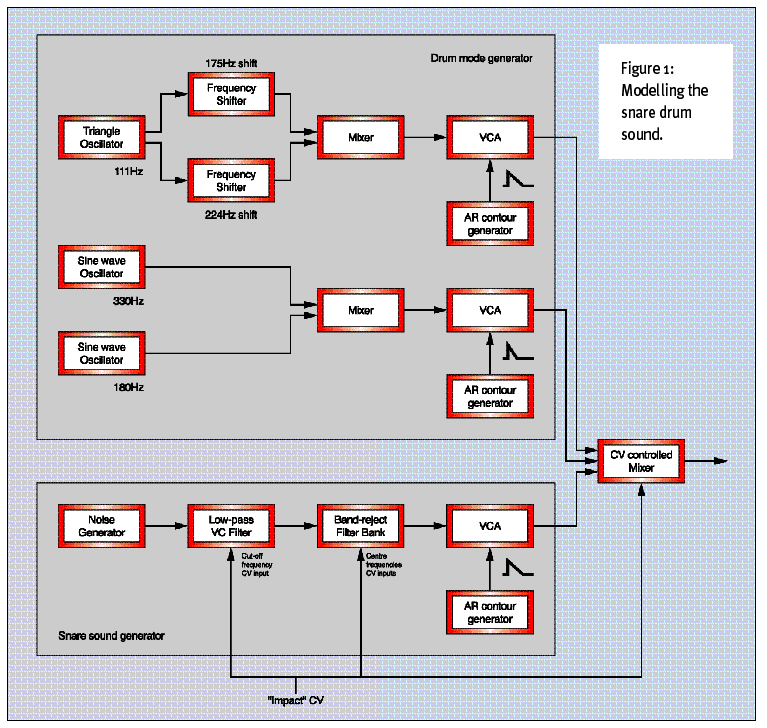 Figure 1:
Modelling the
snare drum
sound.
Drum mode generator
175Hz shift
Frequency
Shifter
Triangle
Oscillator
111Hz
Mixer
VCA
Frequency
Shifter
224Hz shift
AR contour
generator
Sine wave
Oscillator
330Hz
Mixer
VCA
Sine wave
Oscillator
180Hz
AR contour
generator
CV controlled
Mixer
Noise
Generator
Low-pass
VC Filter
Band-reject
Filter Bank
VCA
Cut-off
frequency
CV input
Centre
frequencies
CV inputs
AR contour
generator
Snare sound generator
"Impact" CV